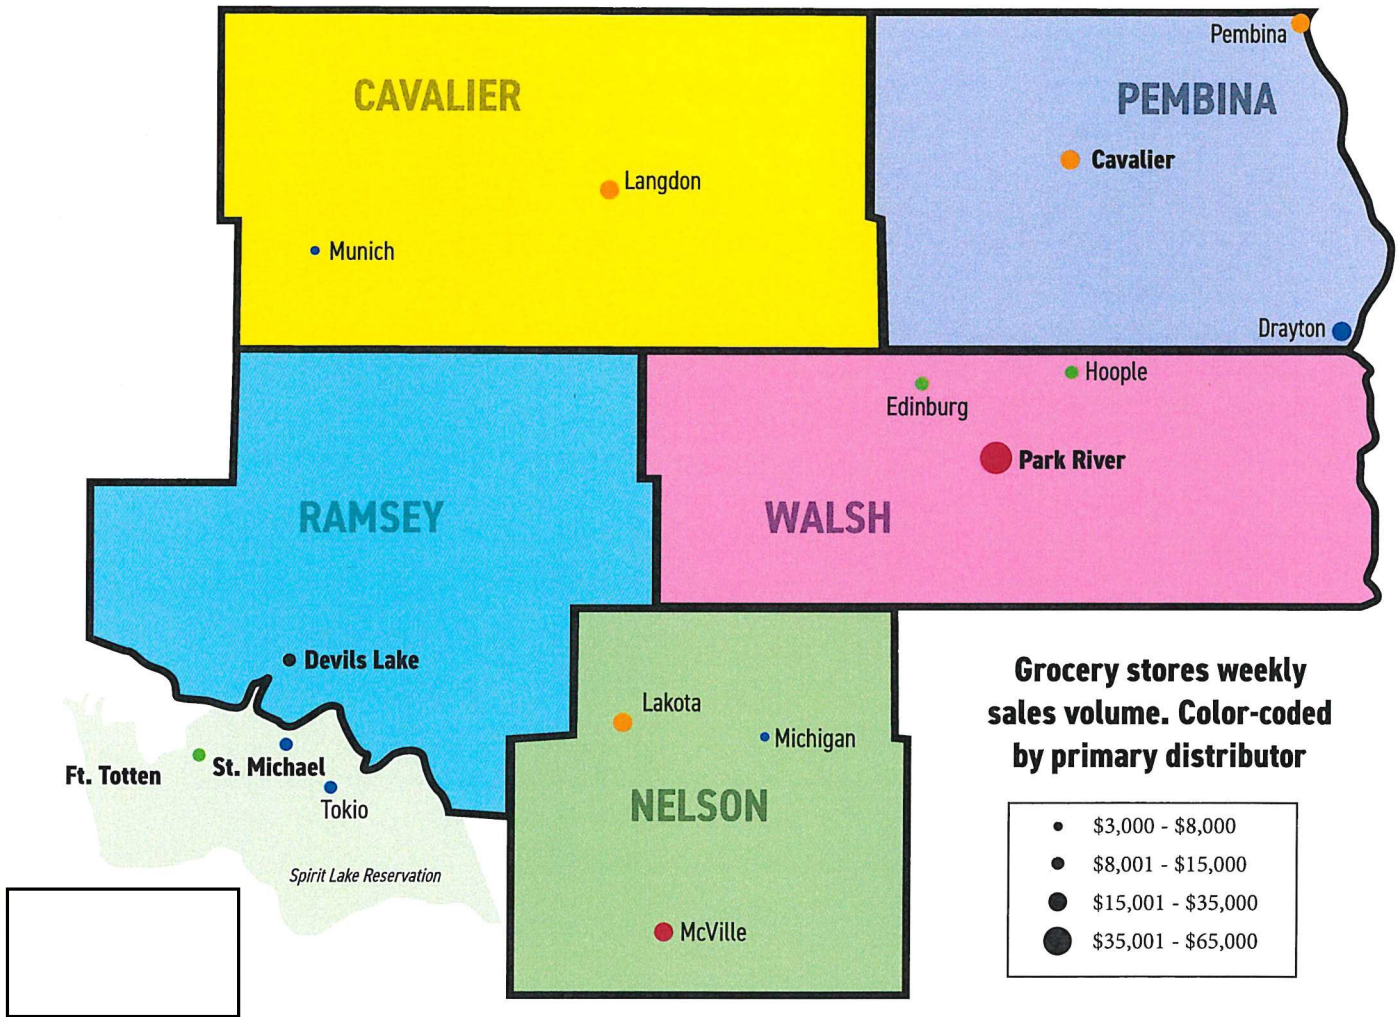 Pembina
CAVALIER
PEMBINA
Cavalier
Langdon
Munich
Drayton
Hoople
Edinburg
Park River
RAMSEY
WALSH
Devils Lake
Lakota
Michigan
Ft. Totten
St. Michael
Tokio
NELSON
Spirit Lake Reservation
McVille
Grocery stores weekly
sales volume. Color-coded
by primary distributor
$3,000 - $8,000
$8,001 - $15,000
$15,001 - $35,000
$35,001 - $65,000